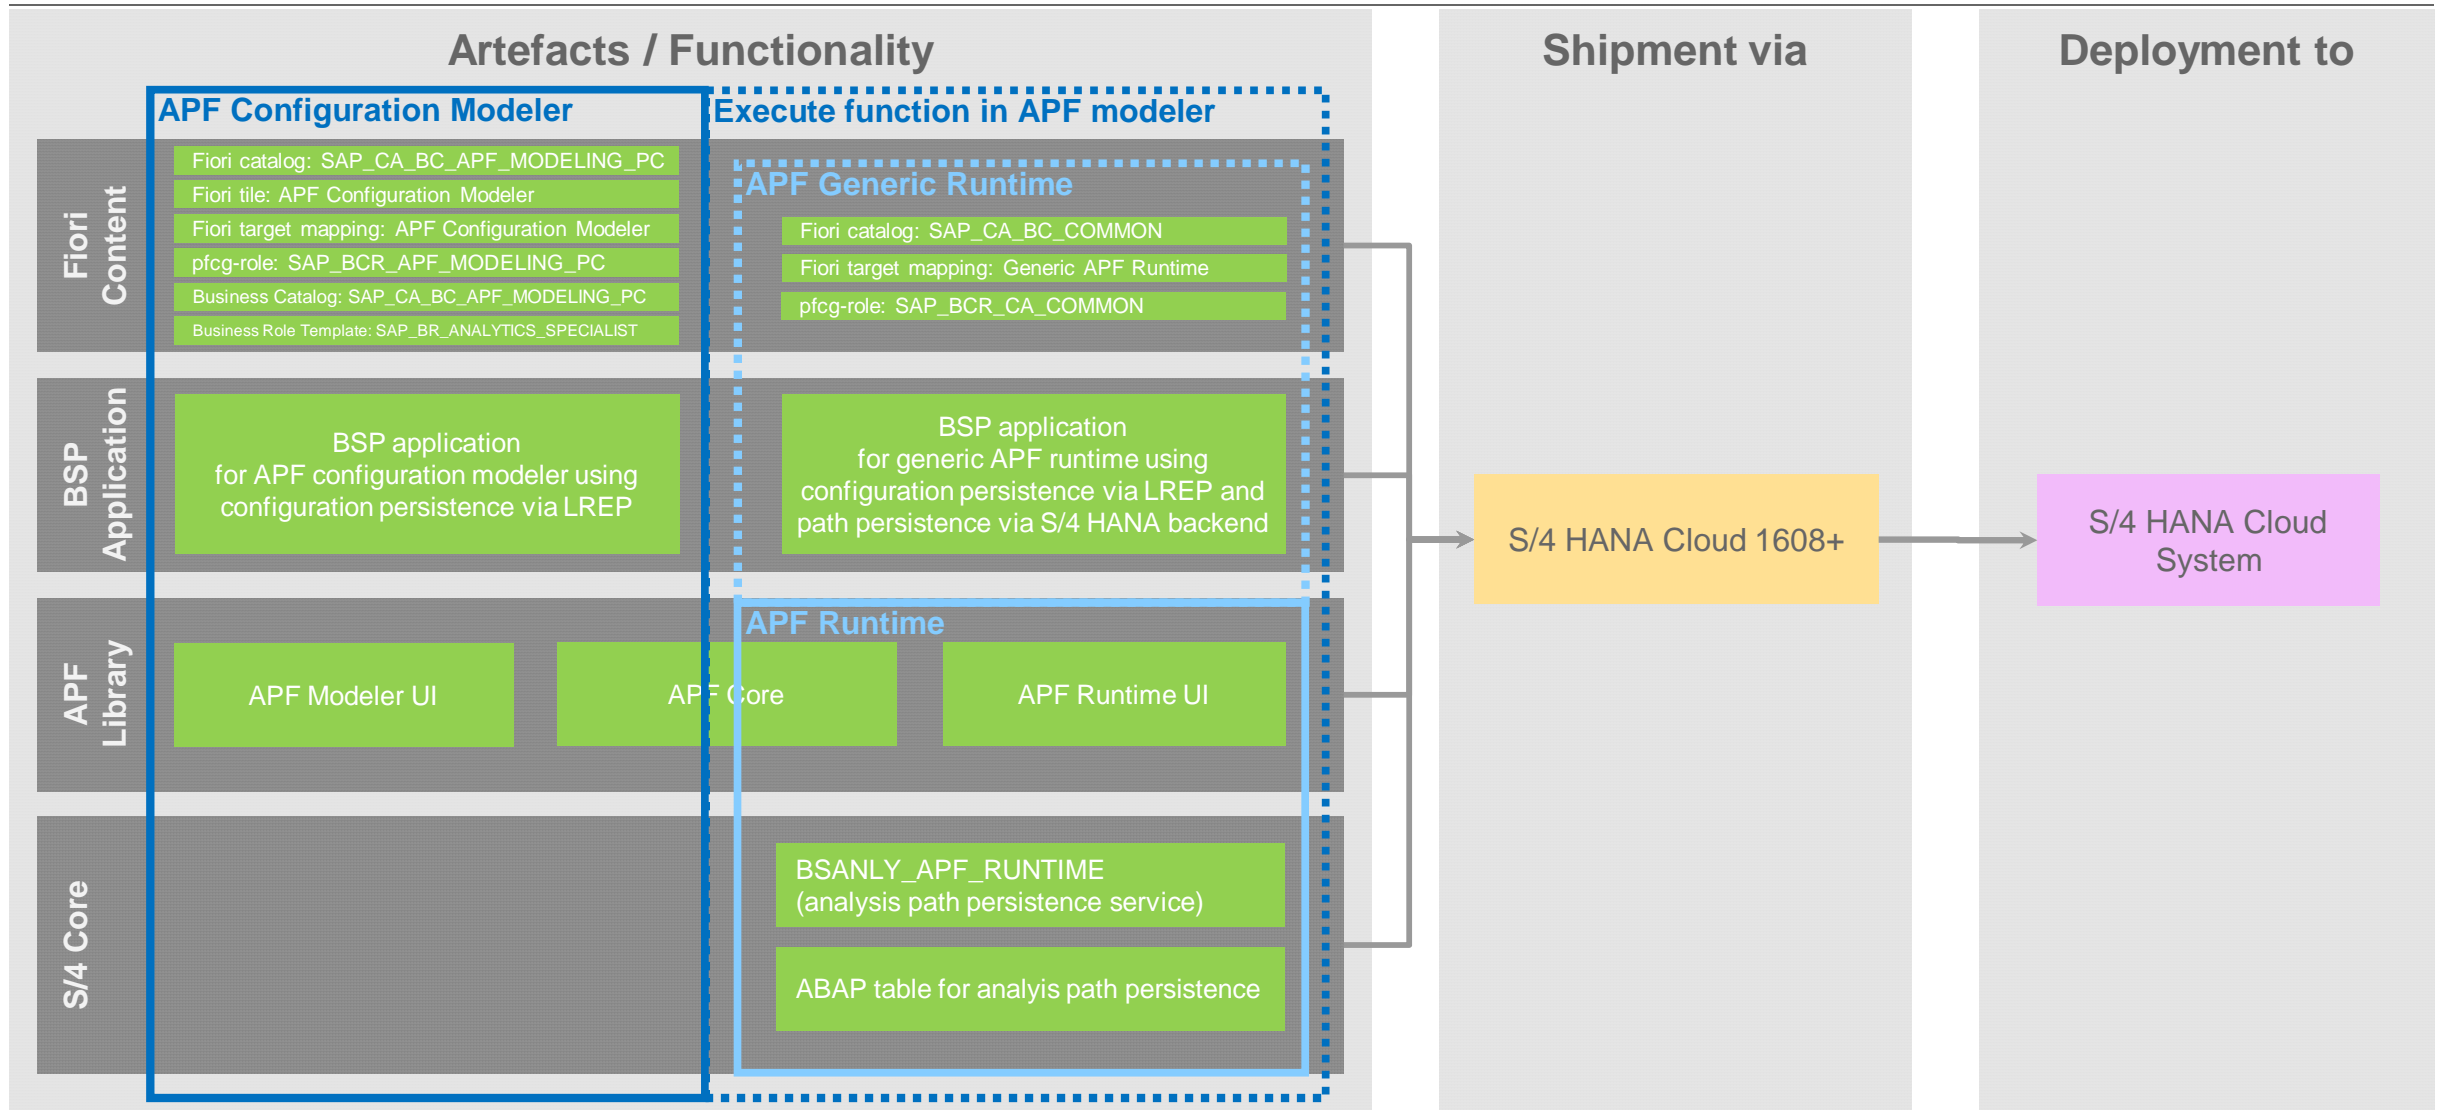 Artefacts / Functionality
Shipment via
Deployment to
APF Configuration Modeler
Execute function in APF modeler
Fiori
Content
Fiori catalog: SAP_CA_BC_APF_MODELING_PC
Fiori tile: APF Configuration Modeler
Fiori target mapping: APF Configuration Modeler
pfcg-role: SAP_BCR_APF_MODELING_PC
Business Catalog: SAP_CA_BC_APF_MODELING_PC
Business Role Template: SAP_BR_ANALYTICS_SPECIALIST
APF Generic Runtime
Fiori catalog: SAP_CA_BC_COMMON
Fiori target mapping: Generic APF Runtime
pfcg-role: SAP_BCR_CA_COMMON
BSP
Application
BSP application
for APF configuration modeler using
configuration persistence via LREP
BSP application
for generic APF runtime using
configuration persistence via LREP and
path persistence via S/4 HANA backend
S/4 HANA Cloud 1608+
S/4 HANA Cloud
System
APF
Library
APF Runtime
APF Modeler UI
APF Core
APF Runtime UI
S/4 Core
BSANLY_APF_RUNTIME
(analysis path persistence service)
ABAP table for analyis path persistence